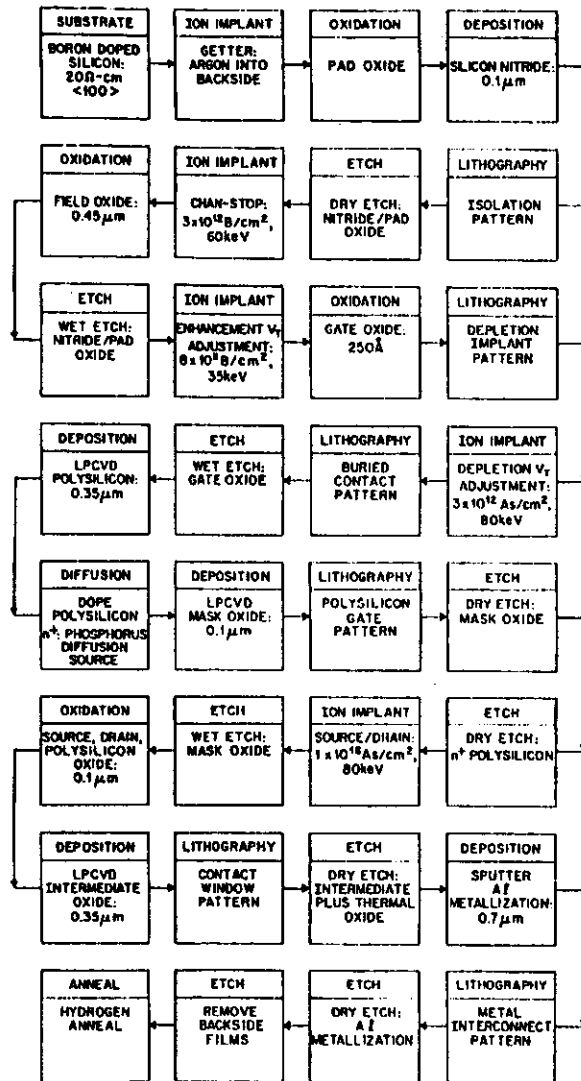 SUBSTRATE
BORON DOPED
SILICON:
20Ω-cm
<100>
ION IMPLANT
GETTER:
ARGON INTO
BACKSIDE
OXIDATION
PAD OXIDE
DEPOSITION
SILICON NITRIDE:
0.1μm
OXIDATION
FIELD OXIDE:
0.45μm
ION IMPLANT
CHAN-STOP:
3x10¹²B/cm²,
60keV
ETCH
DRY ETCH:
NITRIDE/PAD
OXIDE
LITHOGRAPHY
ISOLATION
PATTERN
ETCH
WET ETCH:
NITRIDE/PAD
OXIDE
ION IMPLANT
ENHANCEMENT V_T
ADJUSTMENT:
B/cm²,
35keV
OXIDATION
GATE OXIDE:
250Å
LITHOGRAPHY
DEPLETION
IMPLANT
PATTERN
DEPOSITION
LPCVD
POLYSILICON:
0.35μm
ETCH
WET ETCH:
GATE OXIDE
LITHOGRAPHY
BURIED
CONTACT
PATTERN
ION IMPLANT
DEPLETION V_T
ADJUSTMENT:
3x10¹² As/cm²,
80keV
DIFFUSION
DOPE
POLYSILICON
n⁺: PHOSPHORUS
DIFFUSION
SOURCE
DEPOSITION
LPCVD
MASK OXIDE:
0.1μm
LITHOGRAPHY
POLYSILICON
GATE
PATTERN
ETCH
DRY ETCH:
MASK OXIDE
OXIDATION
SOURCE, DRAIN,
POLYSILICON
OXIDE:
0.1μm
ETCH
WET ETCH:
MASK OXIDE
ION IMPLANT
SOURCE/DRAIN:
1x10¹⁶As/cm²,
80keV
ETCH
DRY ETCH:
n⁺ POLYSILICON
DEPOSITION
LPCVD
INTERMEDIATE
OXIDE:
0.35μm
LITHOGRAPHY
CONTACT
WINDOW
PATTERN
ETCH
DRY ETCH:
INTERMEDIATE
PLUS THERMAL
OXIDE
DEPOSITION
SPUTTER
Aℓ
METALLIZATION:
0.7μm
ANNEAL
HYDROGEN
ANNEAL
ETCH
REMOVE
BACKSIDE
FILMS
ETCH
DRY ETCH:
Aℓ
METALLIZATION
LITHOGRAPHY
METAL
INTERCONNECT
PATTERN